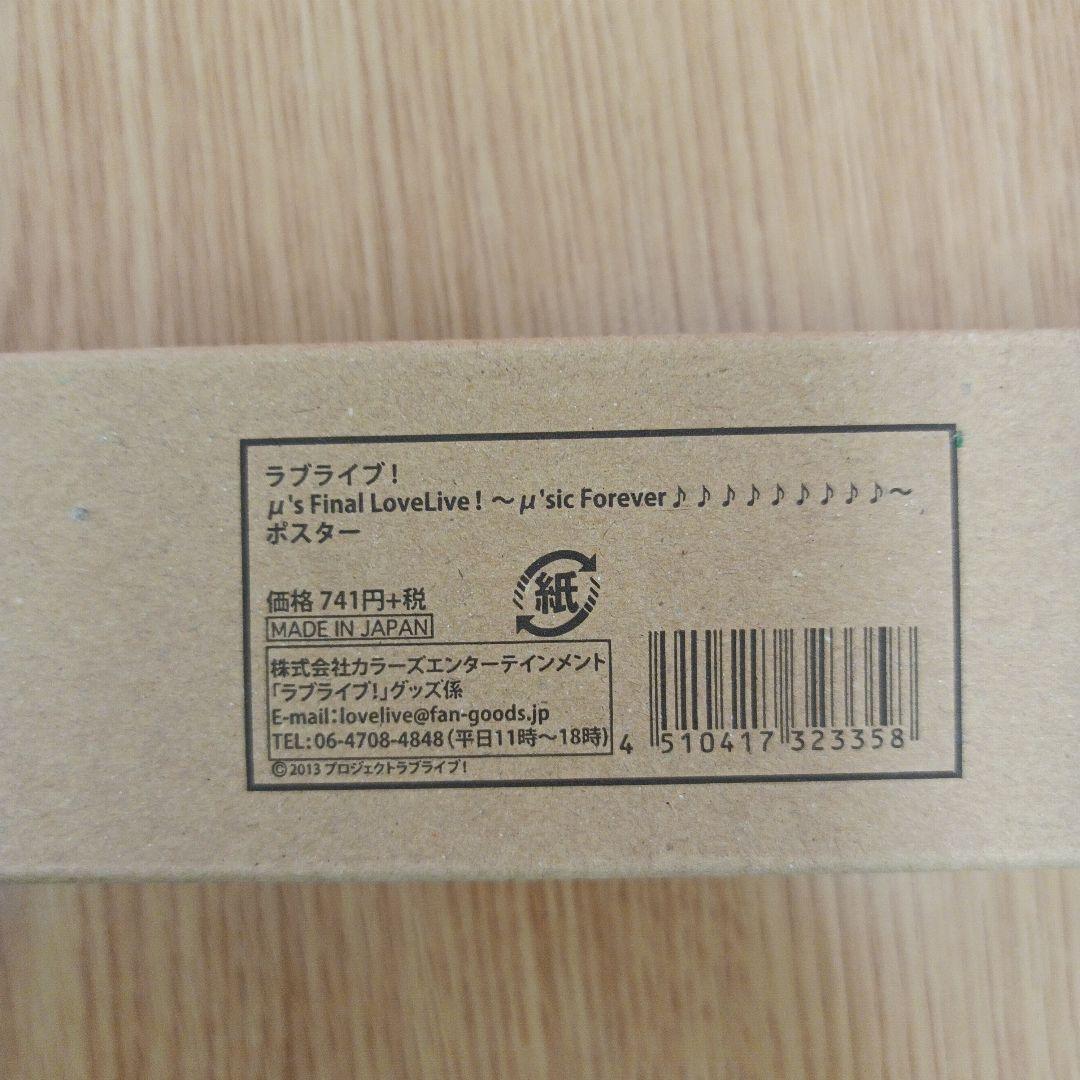 ラブライブ!
μ's Final LoveLive! ～μ'sic Forever♪♪♪♪♪♪♪♪♪～
ポスター
価格 741円+税
紙
MADE IN JAPAN
株式会社カラーズエンターテインメント
「ラブライブ!」グッズ係
E-mail:lovelive@fan-goods.jp
TEL:06-4708-4848(平日11時～18時)
©2013 プロジェクトラブライブ!
4 510417 323358